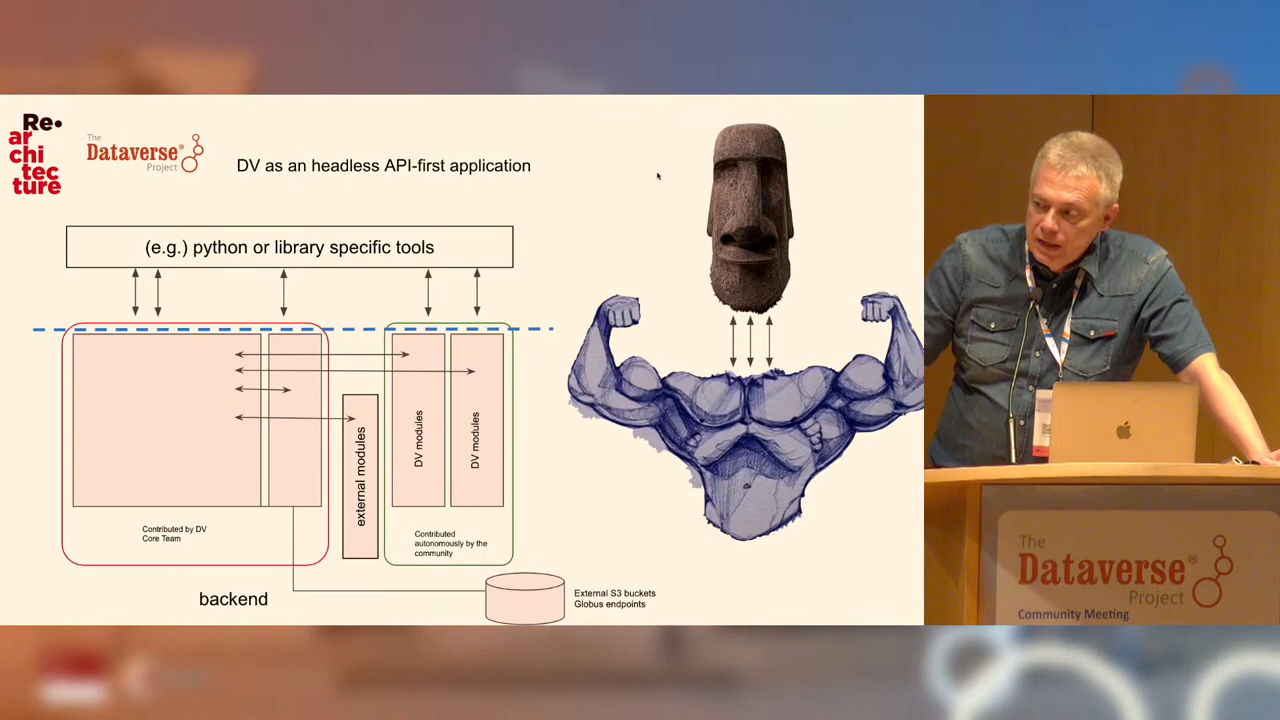 Re•
ar
chi
tec
ture
The
Dataverse®
Project
DV as an headless API-first application
(e.g.) python or library specific tools
external modules
DV modules
DV modules
Contributed by DV
Core Team
Contributed
autonomously by the
community
backend
External S3 buckets
Globus endpoints
The
Dataverse®
Project
Community Meeting